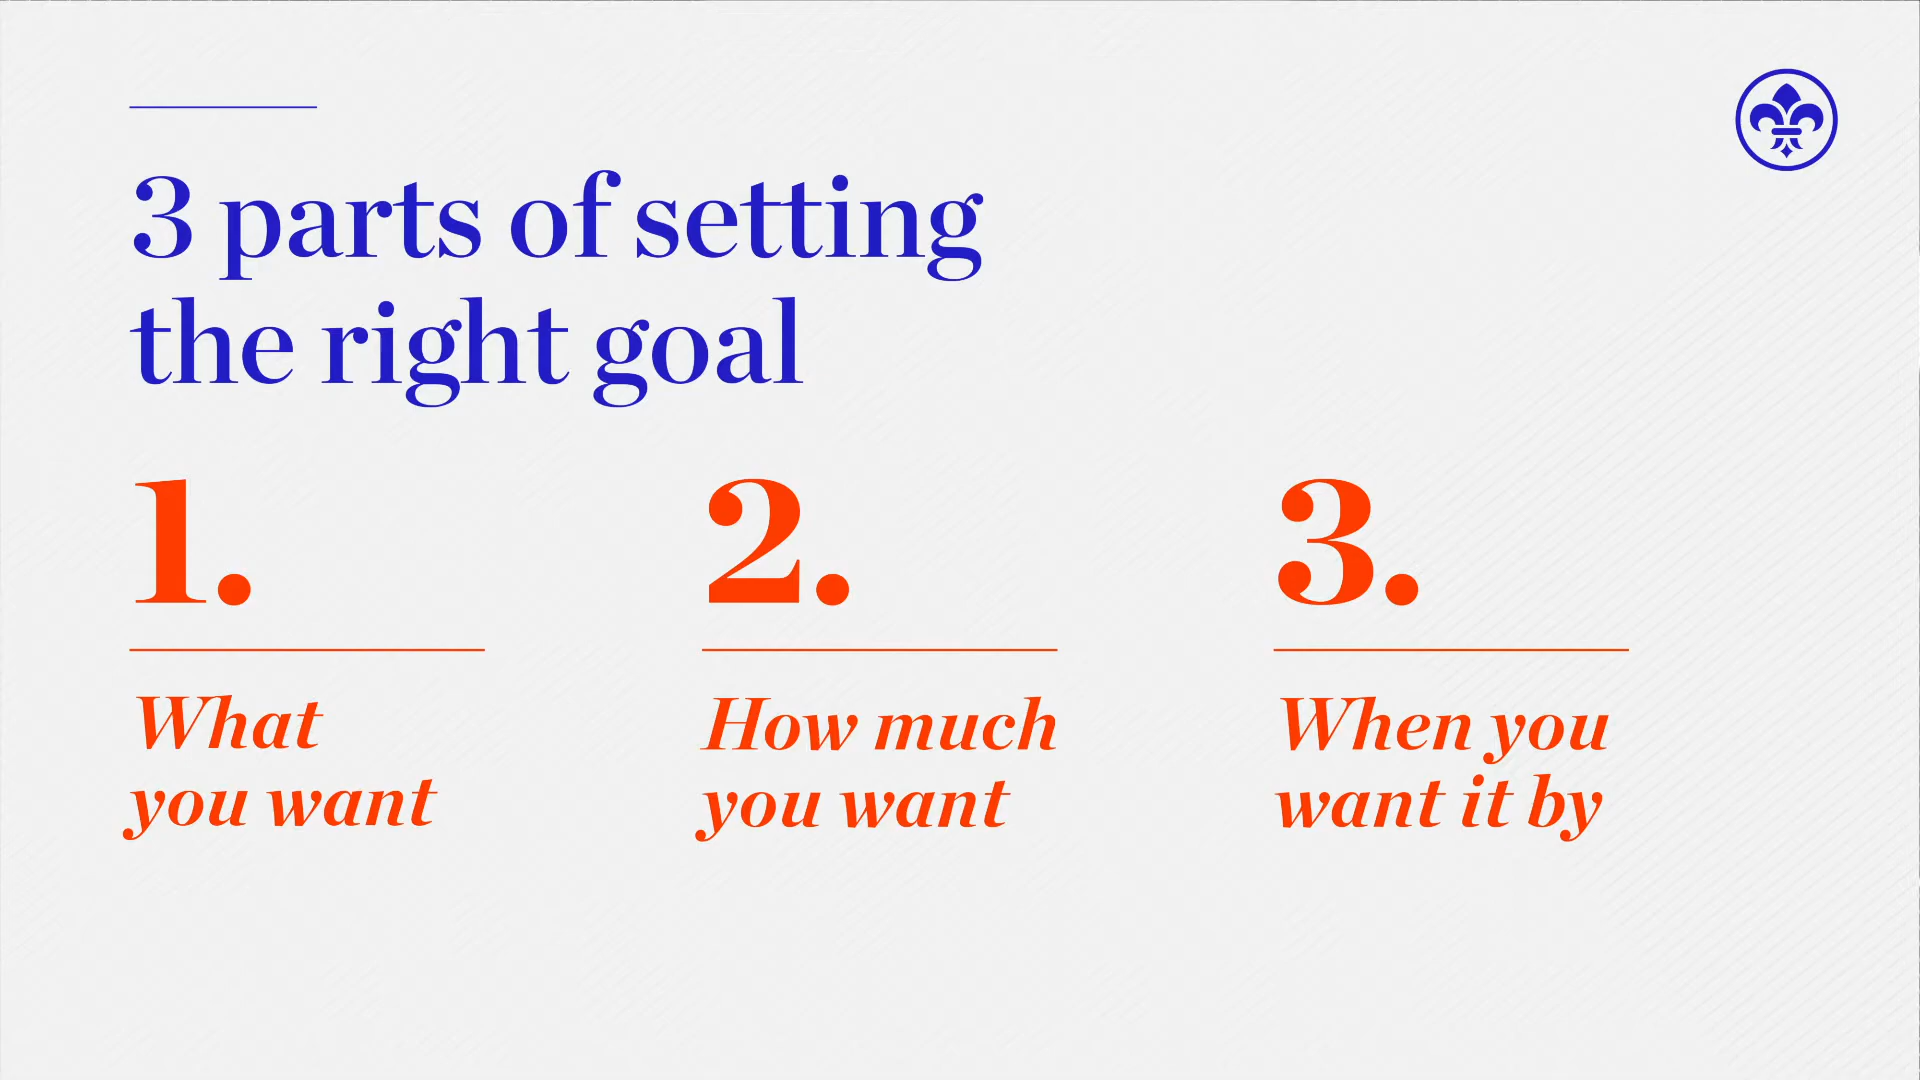 3 parts of setting
the right goal
1.
What
you want
2.
How much
you want
3.
When you
want it by